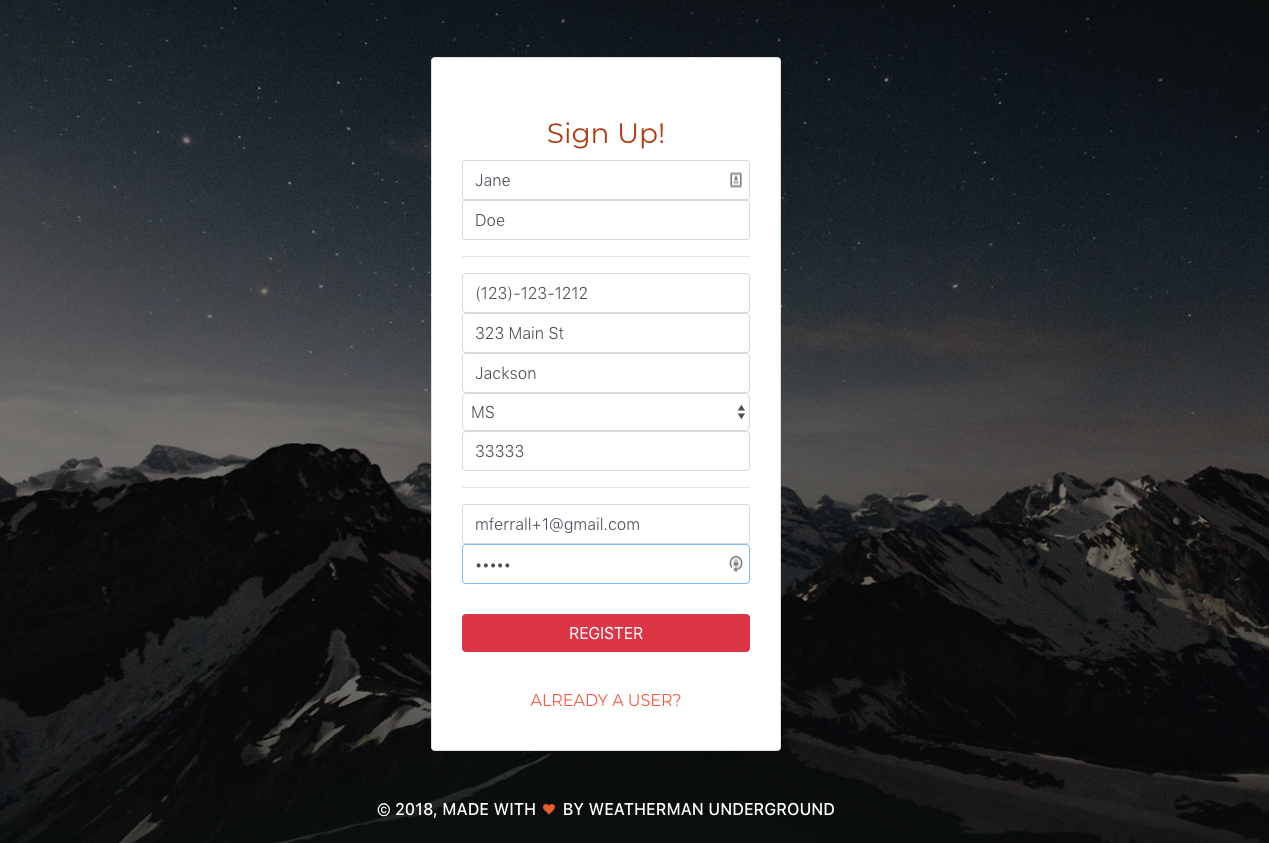 Sign Up!
Jane
Doe
(123)-123-1212
323 Main St
Jackson
MS
33333
mferrall+1@gmail.com
•••••
REGISTER
ALREADY A USER?
© 2018, MADE WITH ❤ BY WEATHERMAN UNDERGROUND